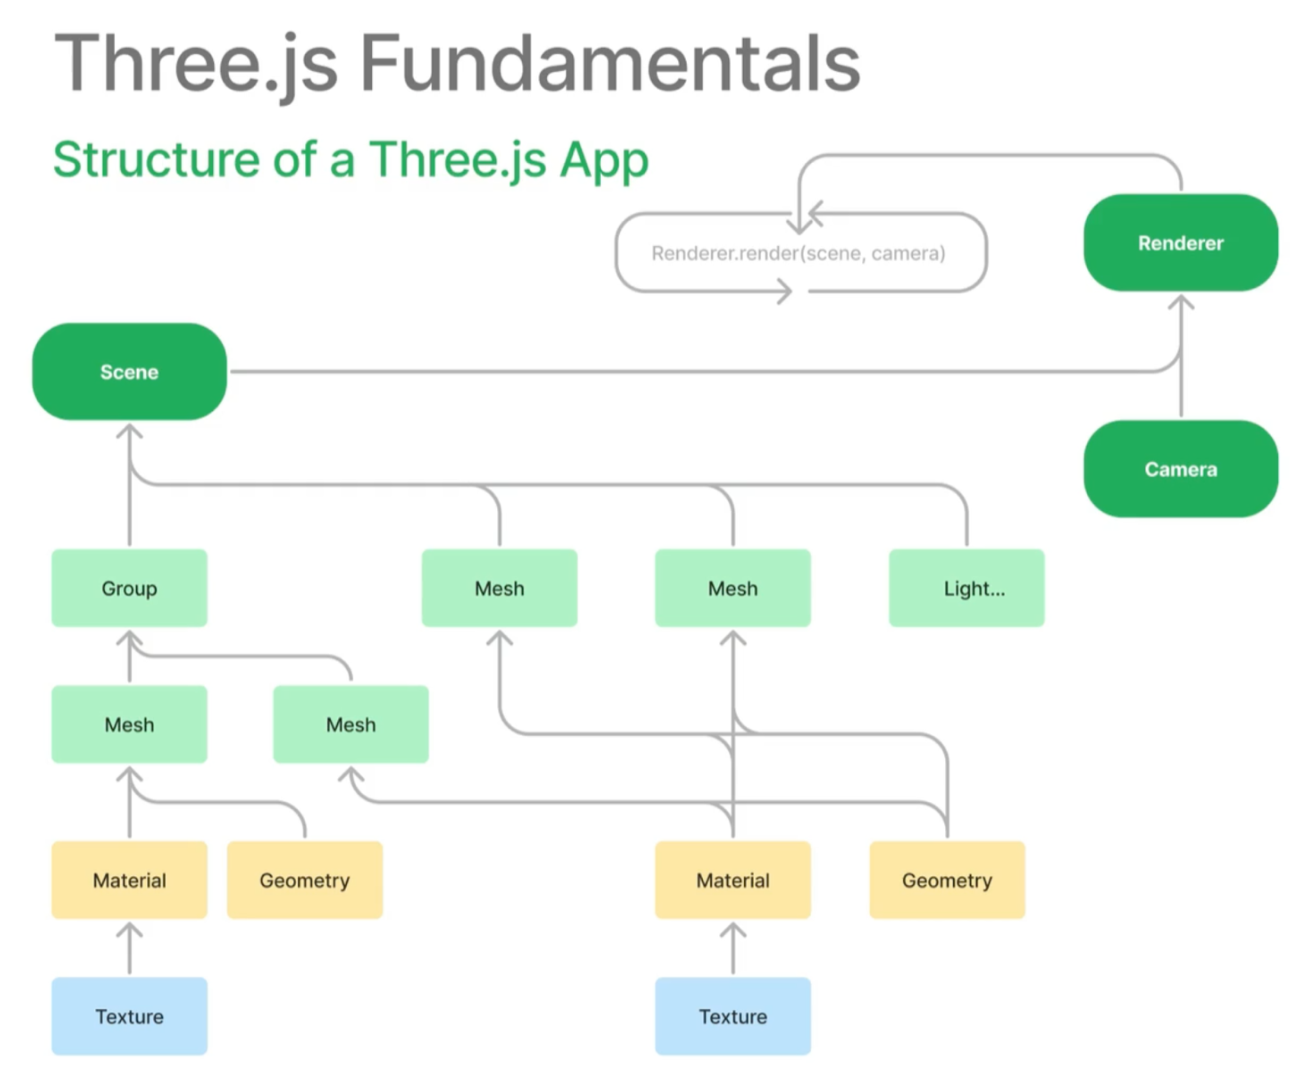 Three.js Fundamentals
Structure of a Three.js App
Renderer.render(scene, camera)
Renderer
Scene
Camera
Group
Mesh
Mesh
Light...
Mesh
Mesh
Material
Geometry
Material
Geometry
Texture
Texture